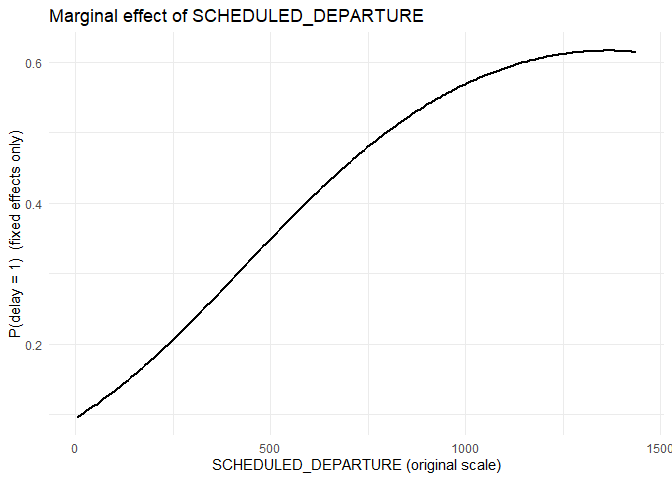 Marginal effect of SCHEDULED_DEPARTURE
P(delay = 1)  (fixed effects only)
0.6
0.4
0.2
0
500
1000
1500
SCHEDULED_DEPARTURE (original scale)